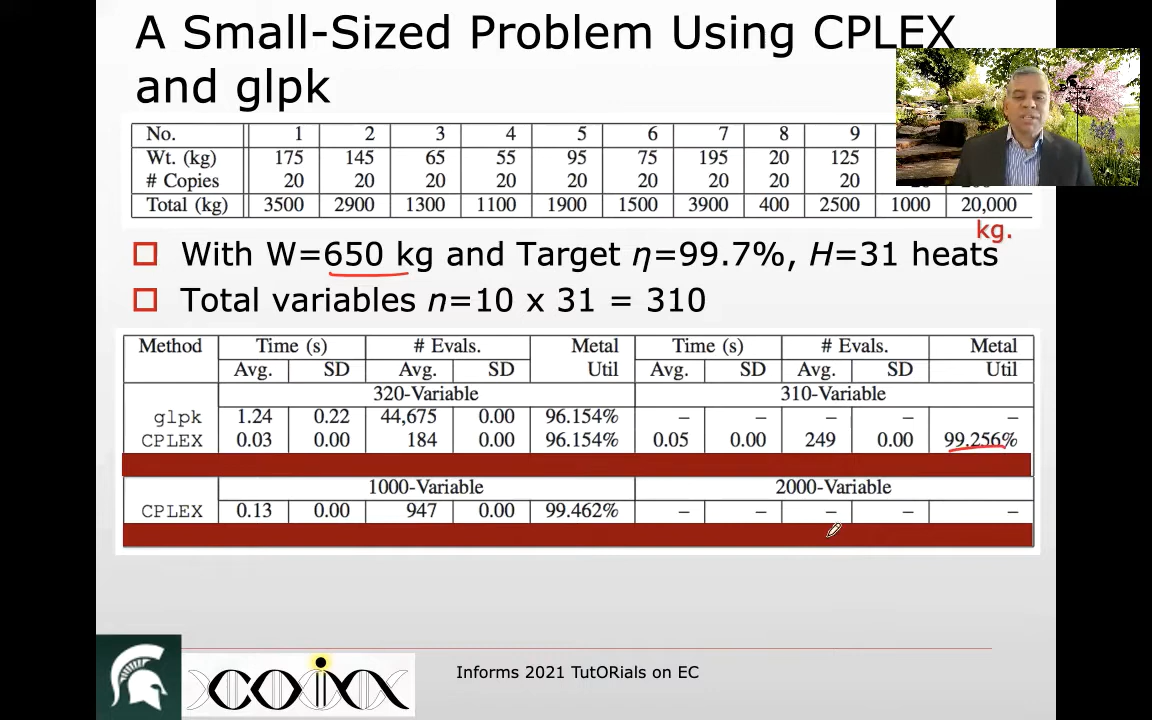 A Small-Sized Problem Using CPLEX
and glpk
No. 1 2 3 4 5 6 7 8 9
Wt. (kg) 175 145 65 55 95 75 195 20 125
# Copies 20 20 20 20 20 20 20 20 20
Total (kg) 3500 2900 1300 1100 1900 1500 3900 400 2500 1000 20,000
kg.
With W=650 kg and Target η=99.7%, H=31 heats
Total variables n=10 x 31 = 310
Method Time (s) # Evals. Metal Time (s) # Evals. Metal
Avg. SD Avg. SD Util Avg. SD Avg. SD Util
320-Variable 310-Variable
glpk 1.24 0.22 44,675 0.00 96.154% – – – – –
CPLEX 0.03 0.00 184 0.00 96.154% 0.05 0.00 249 0.00 99.256%
1000-Variable 2000-Variable
CPLEX 0.13 0.00 947 0.00 99.462% – – – – –
COIN
Informs 2021 TutORials on EC